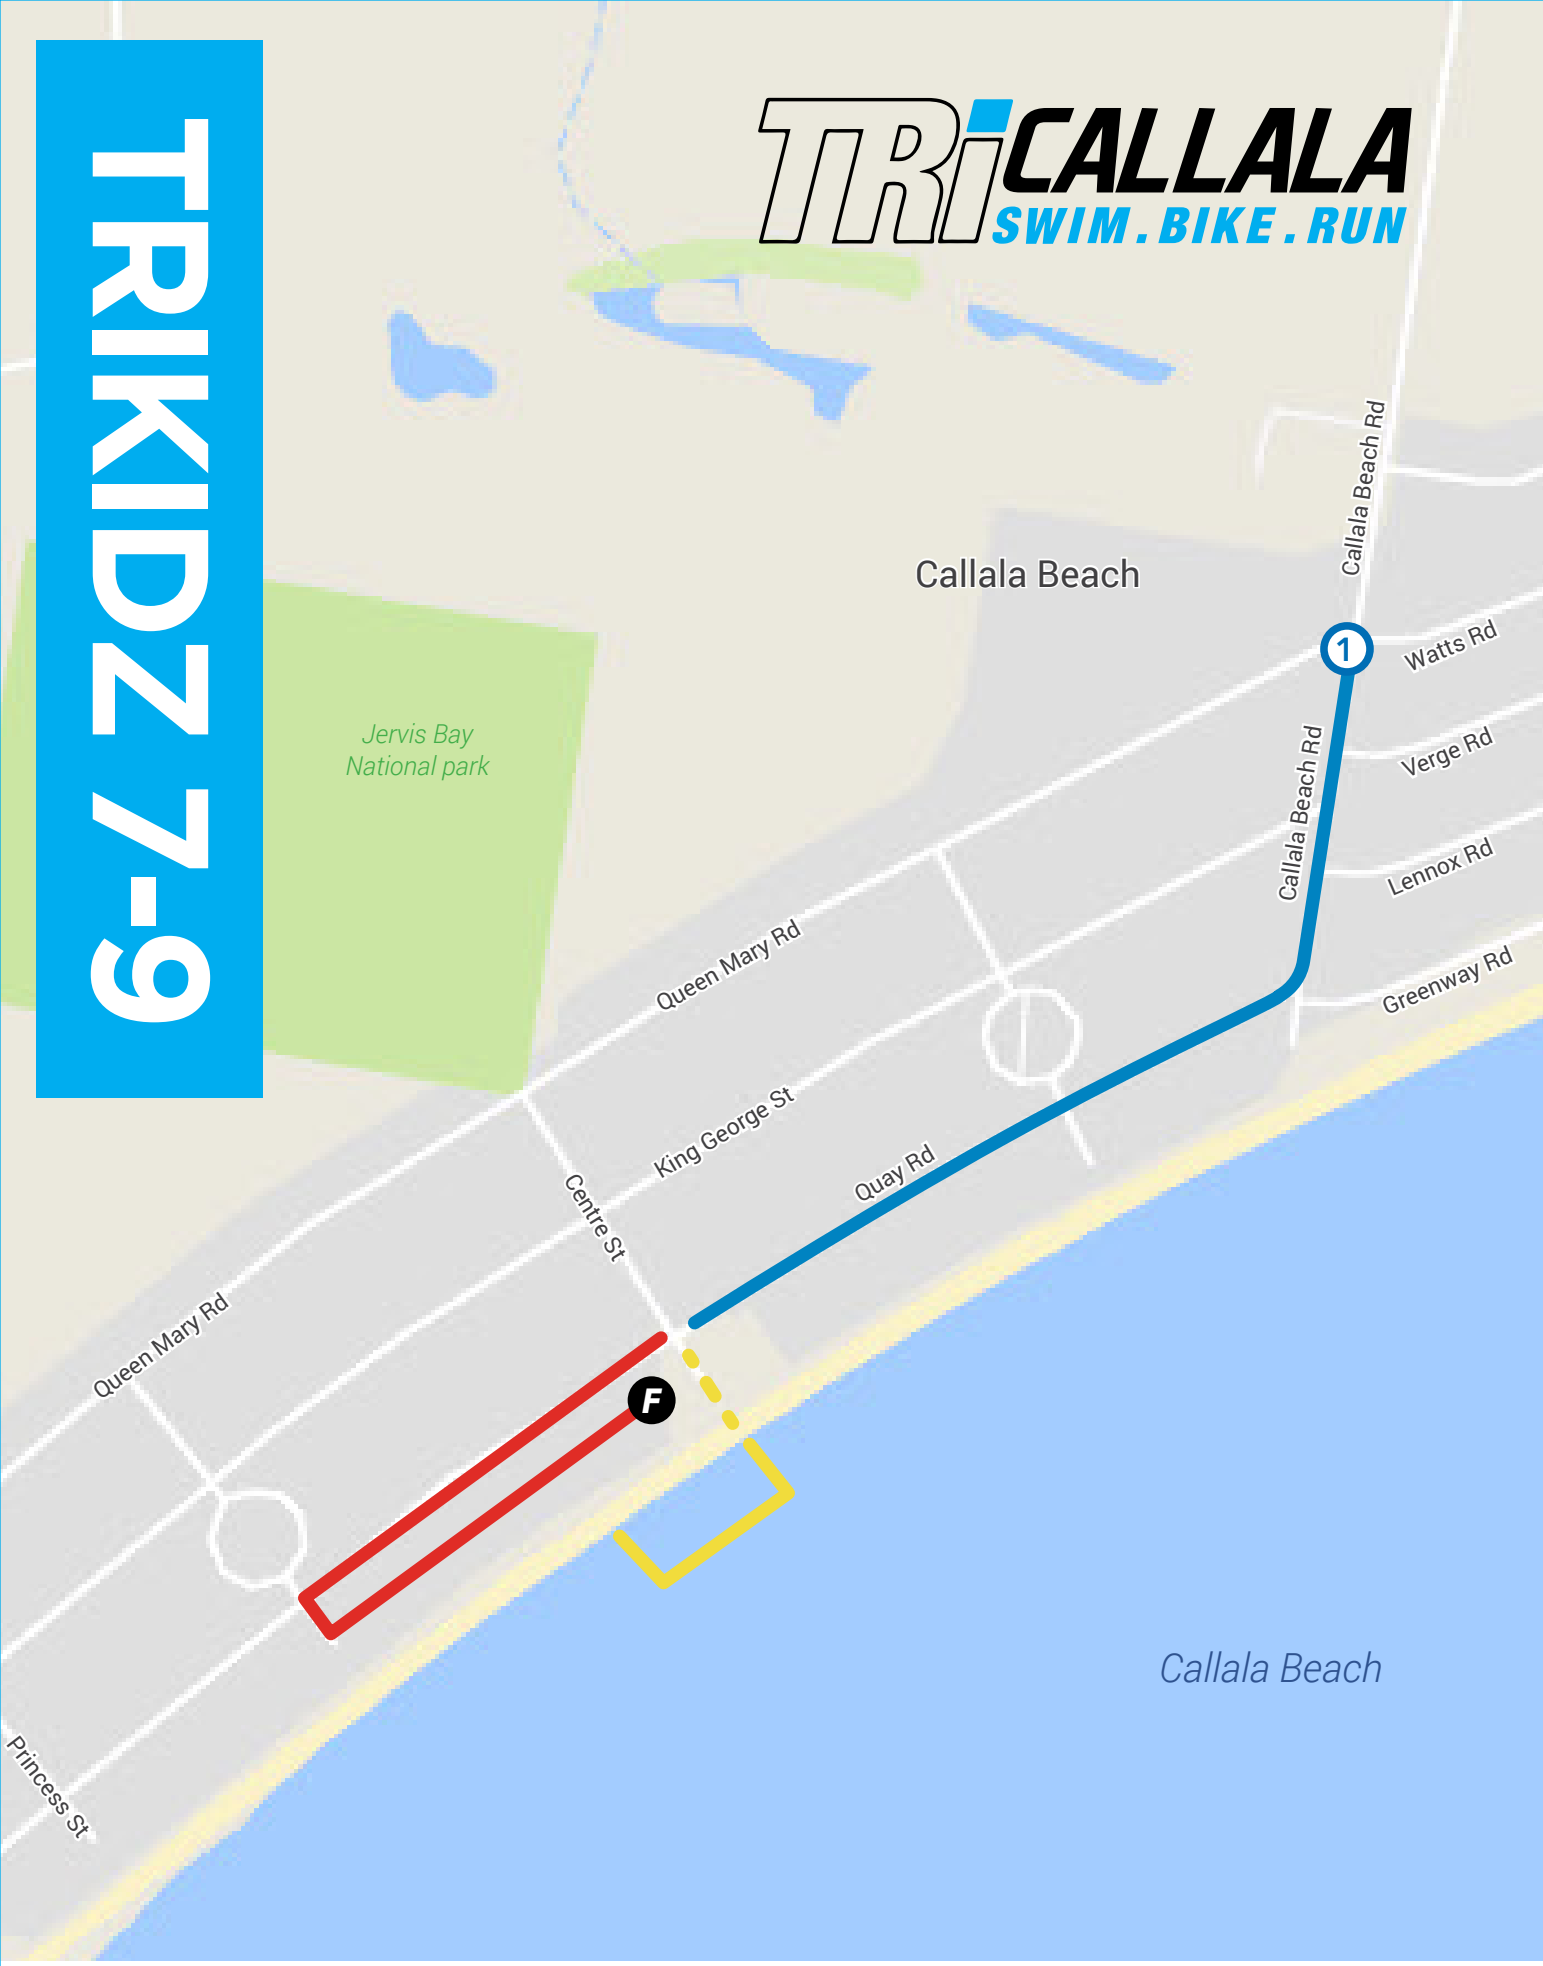 TRIKIDZ 7-9
TRiCALLALA
SWIM.BIKE.RUN
Callala Beach Rd
Callala Beach
1
Watts Rd
Jervis Bay
National park
Callala Beach Rd
Verge Rd
Lennox Rd
Queen Mary Rd
Greenway Rd
King George St
Quay Rd
Centre St
Queen Mary Rd
F
Callala Beach
Princess St